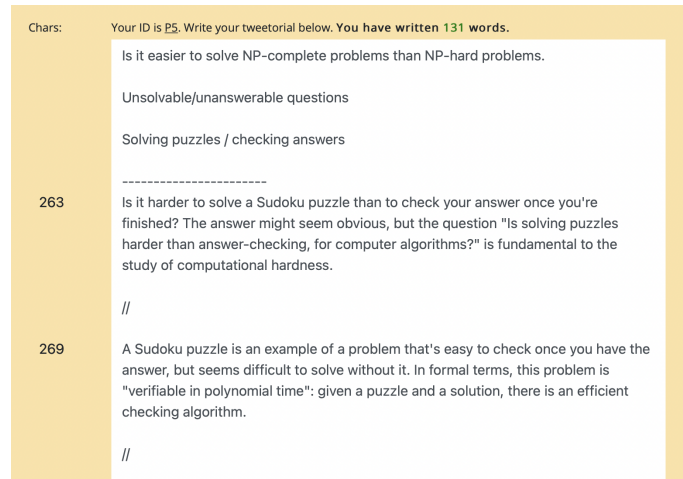 Chars: Your ID is P5. Write your tweetorial below. You have written 131 words.
Is it easier to solve NP-complete problems than NP-hard problems.
Unsolvable/unanswerable questions
Solving puzzles / checking answers
-----------------------
263 Is it harder to solve a Sudoku puzzle than to check your answer once you're
finished? The answer might seem obvious, but the question "Is solving puzzles
harder than answer-checking, for computer algorithms?" is fundamental to the
study of computational hardness.
//
269 A Sudoku puzzle is an example of a problem that's easy to check once you have the
answer, but seems difficult to solve without it. In formal terms, this problem is
"verifiable in polynomial time": given a puzzle and a solution, there is an efficient
checking algorithm.
//